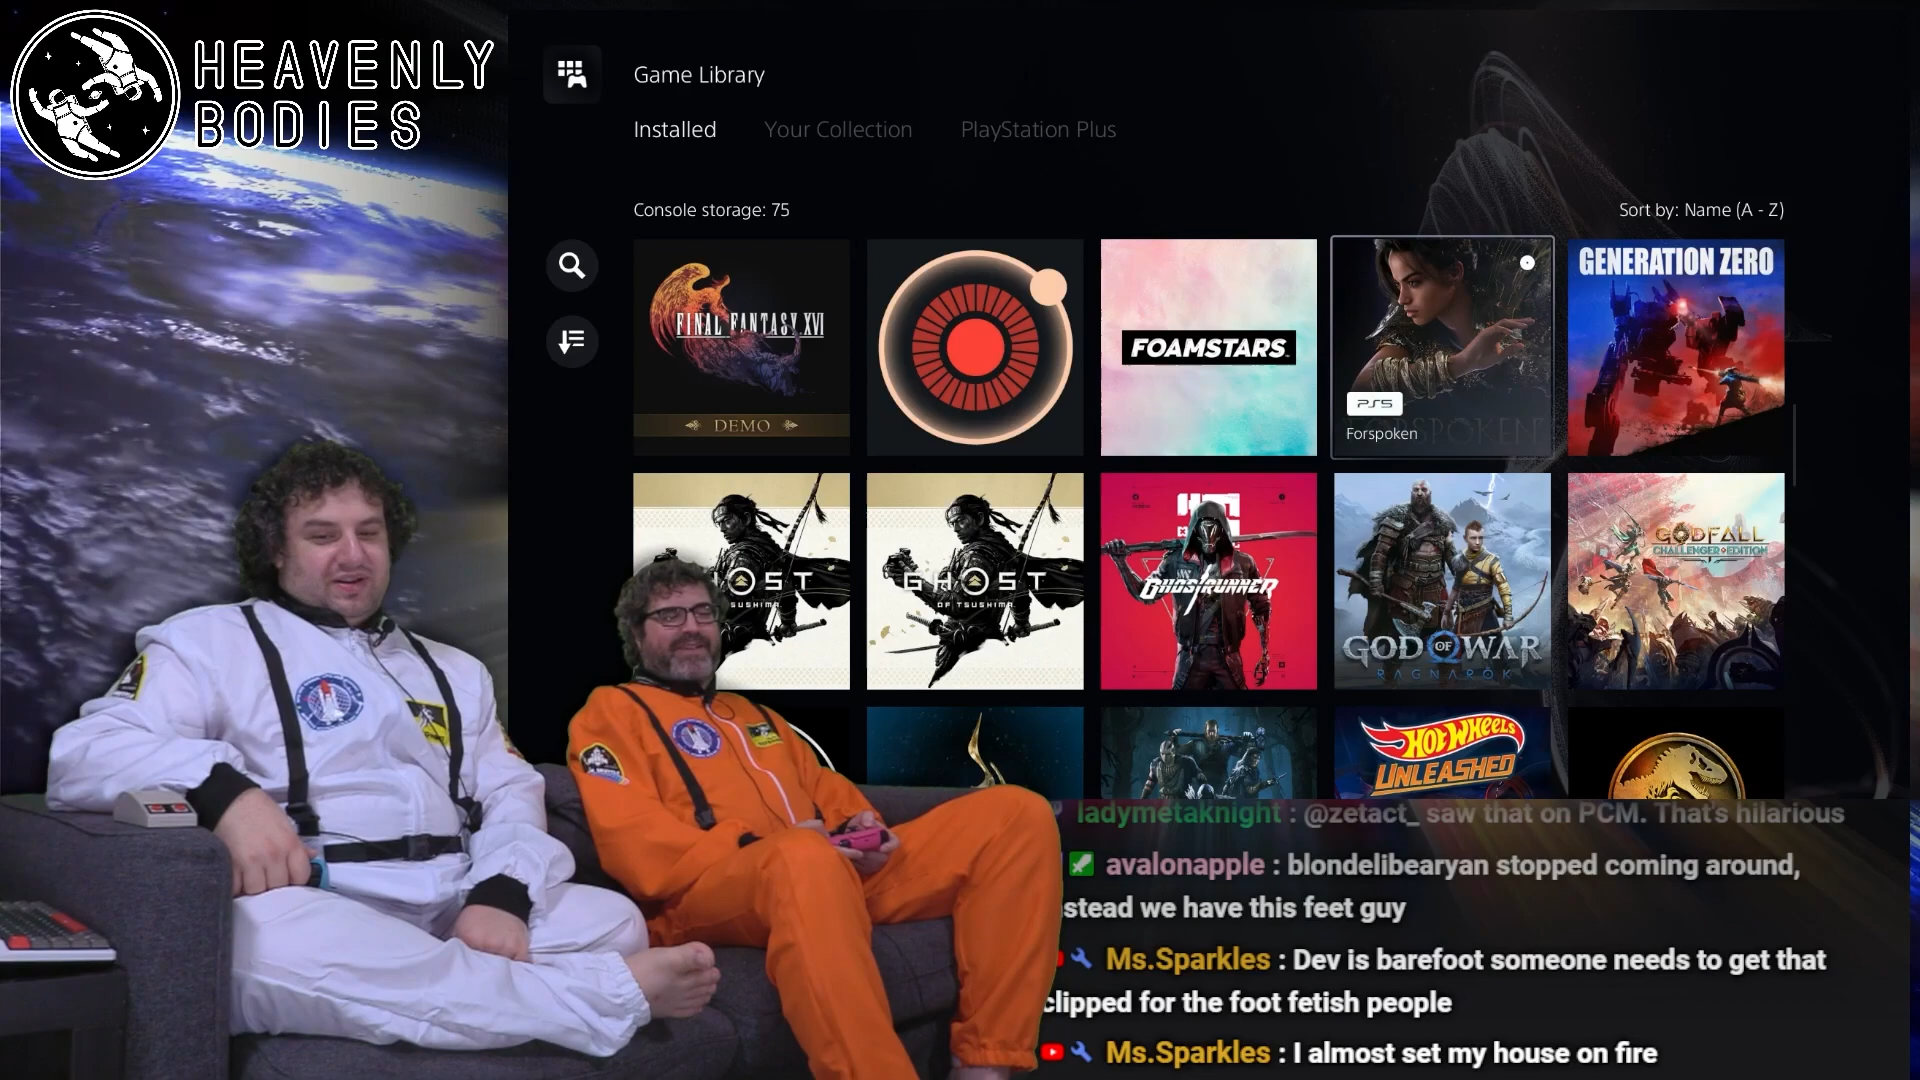 HEAVENLY
BODIES
Game Library
Installed
Your Collection
PlayStation Plus
Console storage: 75
Sort by: Name (A - Z)
FINAL FANTASY XVI
DEMO
FOAMSTARS
PS5
Forspoken
GENERATION ZERO
OST
SUSHIMA
GHOST
OF TSUSHIMA
GHOSTRUNNER
GOD OF WAR
RAGNARÖK
GODFALL
CHALLENGER EDITION
HOT WHEELS
UNLEASHED
ladymetaknight : @zetact_ saw that on PCM. That's hilarious
avalonapple : blondelibearyan stopped coming around,
stead we have this feet guy
Ms.Sparkles : Dev is barefoot someone needs to get that
clipped for the foot fetish people
Ms.Sparkles : I almost set my house on fire